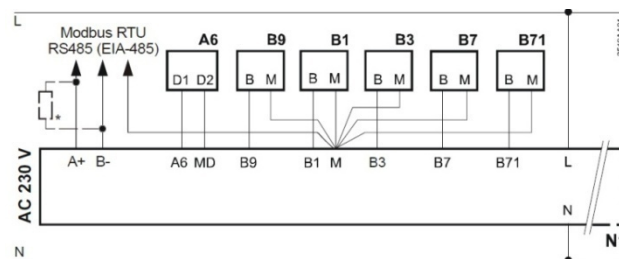 L
Modbus RTU
RS485 (EIA-485)
A6 B9 B1 B3 B7 B71
D1 D2 B M B M B M B M B M
*
A+ B- A6 MD B9 B1 M B3 B7 B71 L
AC 230 V
N
N